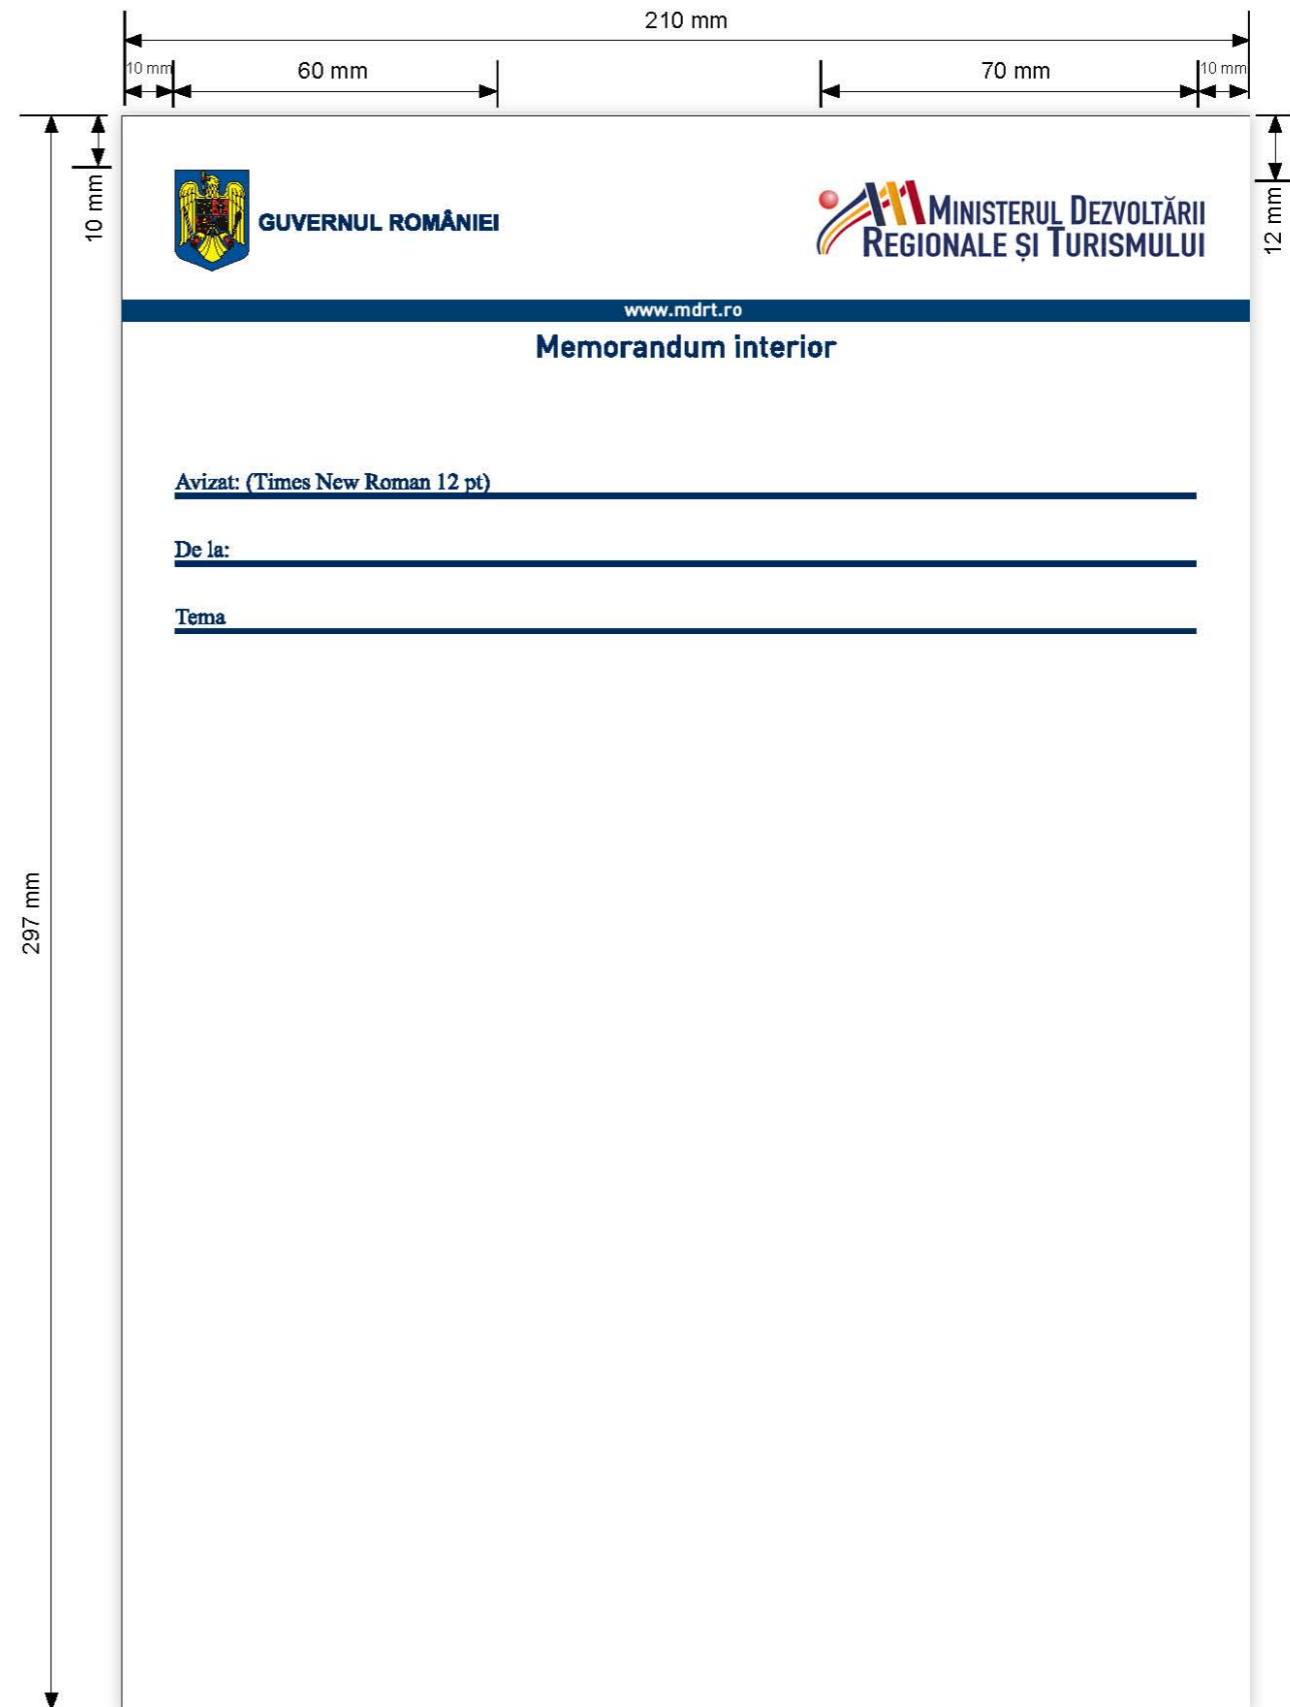 210 mm
10 mm 60 mm 70 mm 10 mm
10 mm
12 mm
GUVERNUL ROMÂNIEI
MINISTERUL DEZVOLTĂRII
REGIONALE ȘI TURISMULUI
www.mdrt.ro
Memorandum interior
Avizat: (Times New Roman 12 pt)
De la:
Tema
297 mm